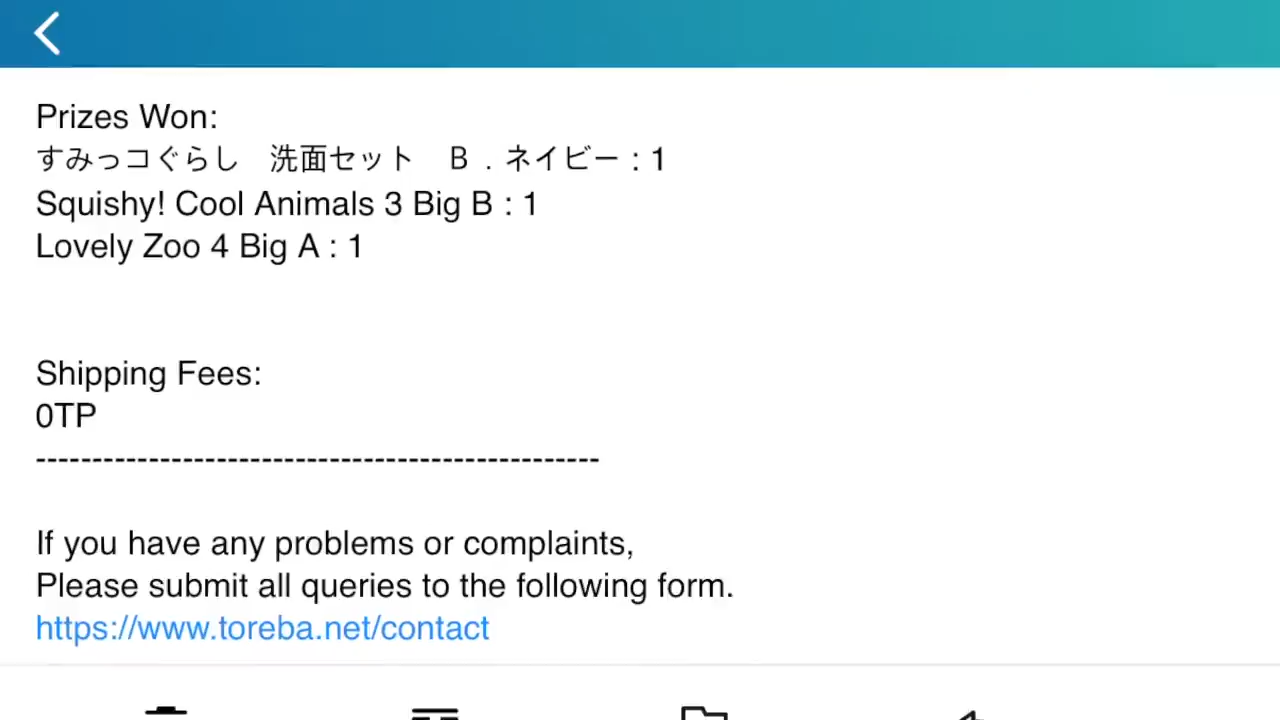 Prizes Won:
すみっコぐらし　洗面セット　Ｂ．ネイビー : 1
Squishy! Cool Animals 3 Big B : 1
Lovely Zoo 4 Big A : 1
Shipping Fees:
0TP
--------------------------------------------------
If you have any problems or complaints,
Please submit all queries to the following form.
https://www.toreba.net/contact